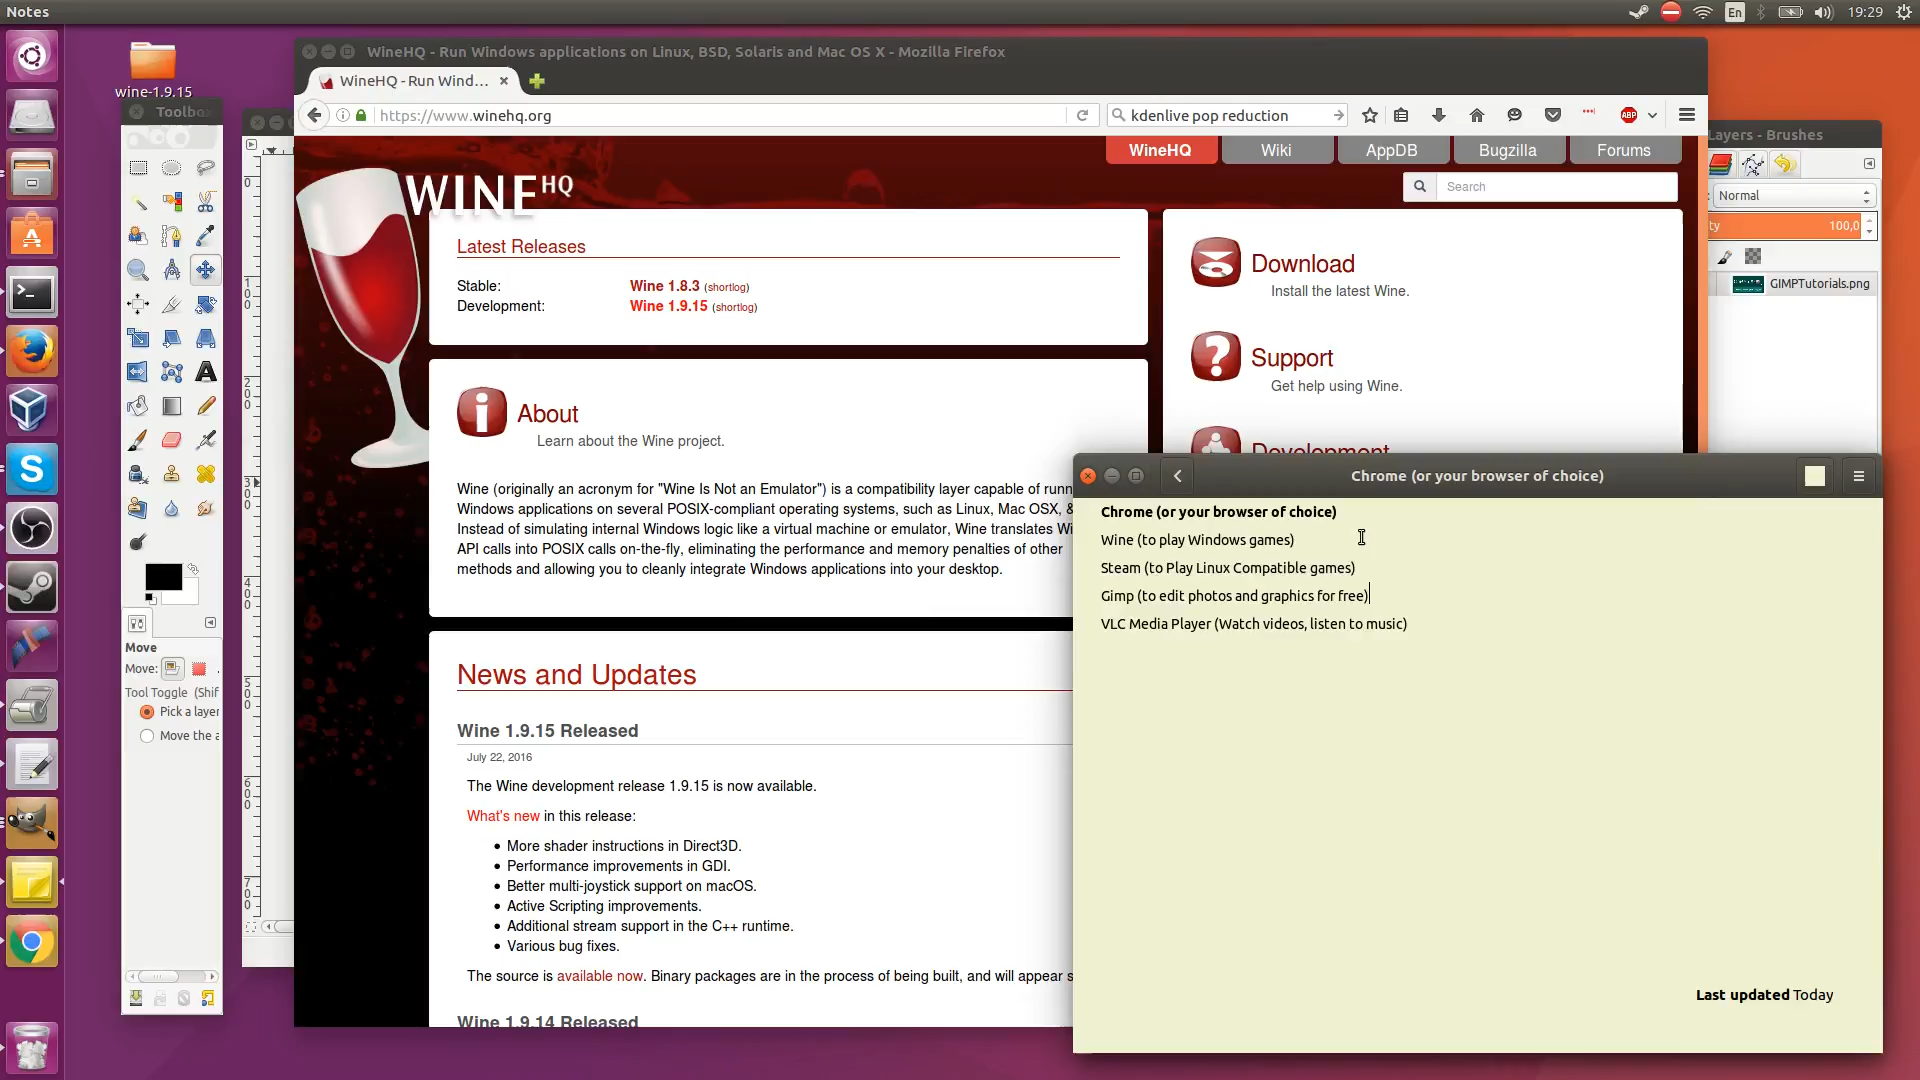 Notes
En
19:29
wine-1.9.15
Toolbo
WineHQ - Run Windows applications on Linux, BSD, Solaris and Mac OS X - Mozilla Firefox
WineHQ - Run Wind...
https://www.winehq.org
kdenlive pop reduction
ABP
WineHQ
Wiki
AppDB
Bugzilla
Forums
Search
WINE HQ
Latest Releases
Stable: Wine 1.8.3 (shortlog)
Development: Wine 1.9.15 (shortlog)
About
Learn about the Wine project.
Wine (originally an acronym for "Wine Is Not an Emulator") is a compatibility layer capable of runn
Windows applications on several POSIX-compliant operating systems, such as Linux, Mac OSX, &
Instead of simulating internal Windows logic like a virtual machine or emulator, Wine translates Wi
API calls into POSIX calls on-the-fly, eliminating the performance and memory penalties of other
methods and allowing you to cleanly integrate Windows applications into your desktop.
News and Updates
Wine 1.9.15 Released
July 22, 2016
The Wine development release 1.9.15 is now available.
What's new in this release:
• More shader instructions in Direct3D.
• Performance improvements in GDI.
• Better multi-joystick support on macOS.
• Active Scripting improvements.
• Additional stream support in the C++ runtime.
• Various bug fixes.
The source is available now. Binary packages are in the process of being built, and will appear s
Wine 1.9.14 Released
Download
Install the latest Wine.
Support
Get help using Wine.
Development
Layers - Brushes
Normal
ty 100,0
GIMPTutorials.png
Chrome (or your browser of choice)
Chrome (or your browser of choice)
Wine (to play Windows games)
Steam (to Play Linux Compatible games)
Gimp (to edit photos and graphics for free)
VLC Media Player (Watch videos, listen to music)
Last updated Today
Move
Move:
Tool Toggle (Shif
Pick a layer
Move the a
0
100
200
300
400
500
600
700